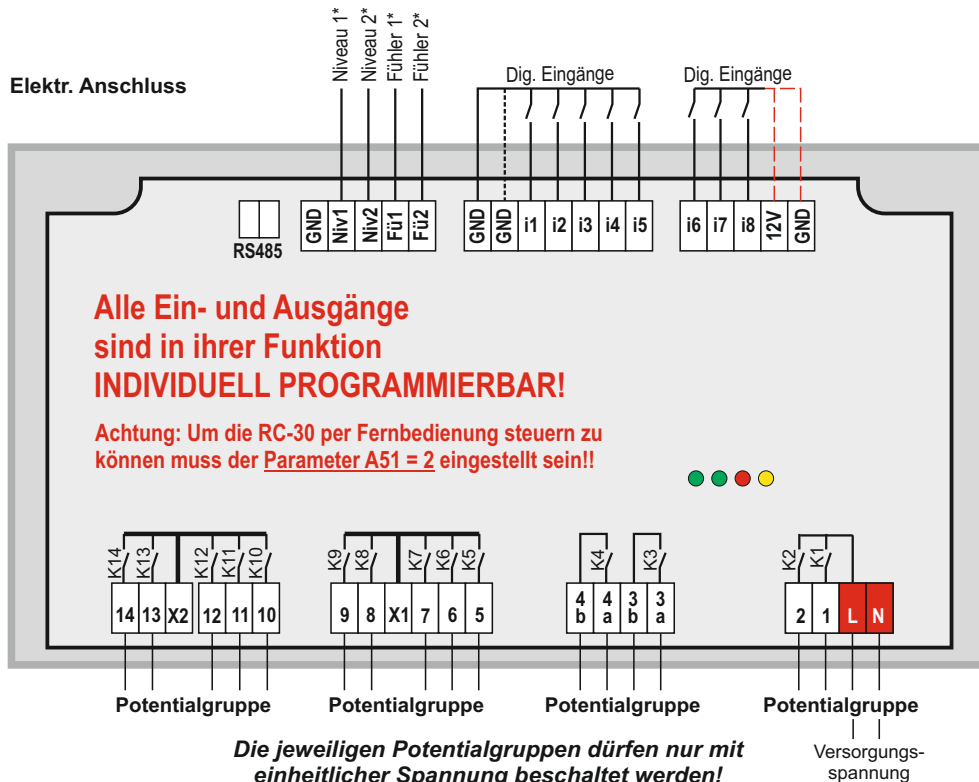 Niveau 1*
Niveau 2*
Fühler 1*
Fühler 2*
Elektr. Anschluss
Dig. Eingänge
Dig. Eingänge
RS485
GND Niv1 Niv2 Fü1 Fü2
GND GND i1 i2 i3 i4 i5
i6 i7 i8 12V GND
Alle Ein- und Ausgänge
sind in ihrer Funktion
INDIVIDUELL PROGRAMMIERBAR!
Achtung: Um die RC-30 per Fernbedienung steuern zu
können muss der Parameter A51 = 2 eingestellt sein!!
K14 K13 K12 K11 K10
K9 K8 K7 K6 K5
K4 K3
K2 K1
14 13 X2 12 11 10
9 8 X1 7 6 5
4b 4a 3b 3a
2 1 L N
Potentialgruppe
Potentialgruppe
Potentialgruppe
Potentialgruppe
Die jeweiligen Potentialgruppen dürfen nur mit
einheitlicher Spannung beschaltet werden!
Versorgungs-
spannung